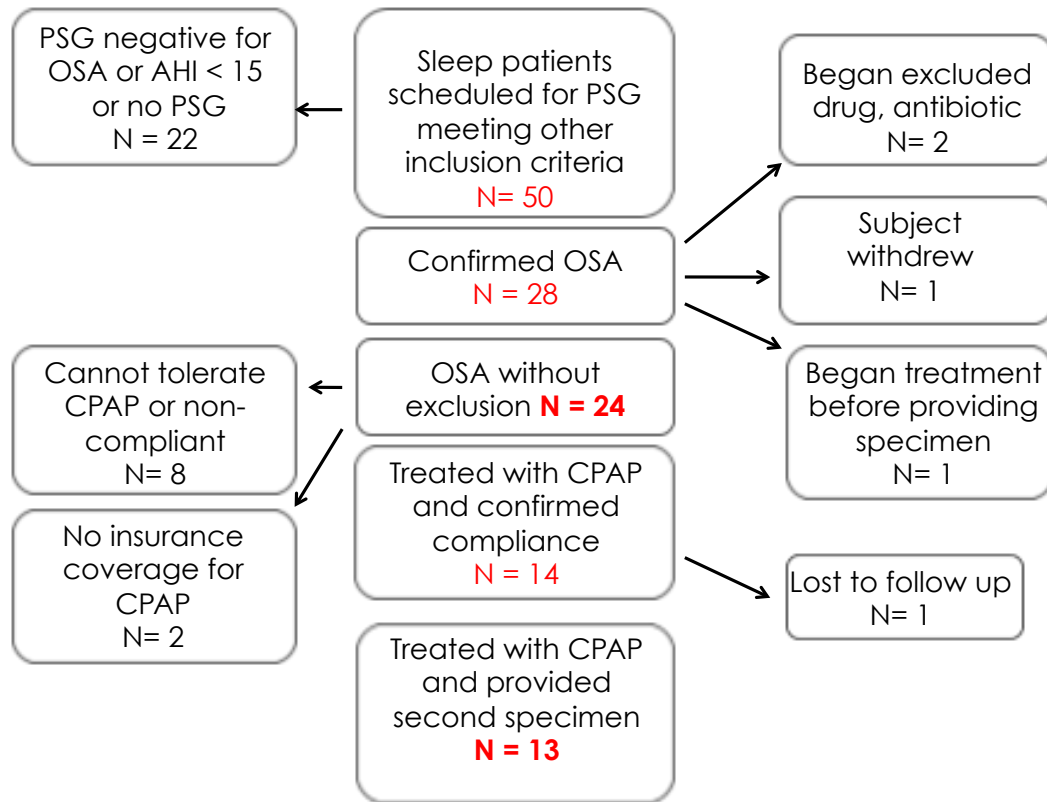 PSG negative for
OSA or AHI < 15
or no PSG
N = 22
Sleep patients
scheduled for PSG
meeting other
inclusion criteria
N= 50
Began excluded
drug, antibiotic
N= 2
Confirmed OSA
N = 28
Subject
withdrew
N= 1
OSA without
exclusion N = 24
Began treatment
before providing
specimen
N= 1
Cannot tolerate
CPAP or non-
compliant
N= 8
No insurance
coverage for
CPAP
N= 2
Treated with CPAP
and confirmed
compliance
N = 14
Lost to follow up
N= 1
Treated with CPAP
and provided
second specimen
N = 13